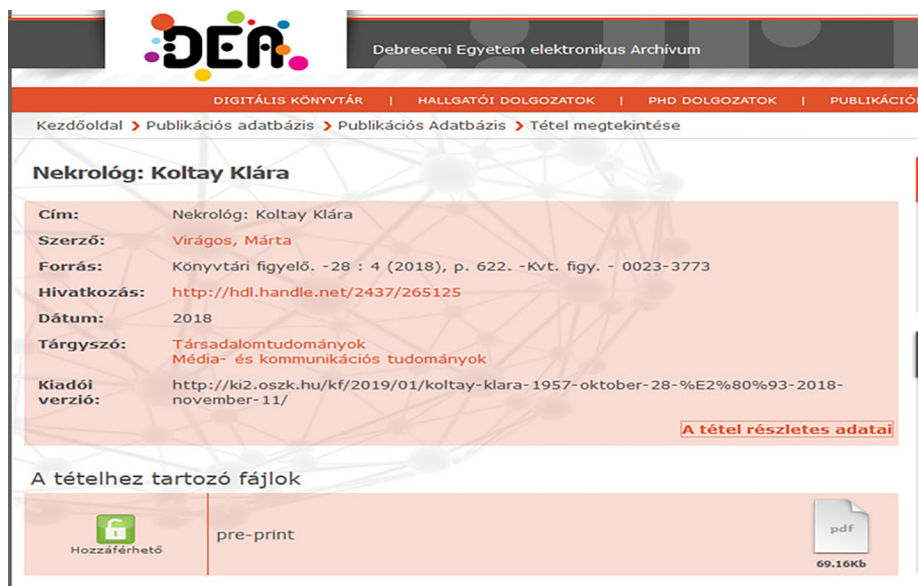 DEA
Debreceni Egyetem elektronikus Archívum
DIGITÁLIS KÖNYVTÁR | HALLGATÓI DOLGOZATOK | PHD DOLGOZATOK | PUBLIKÁCIÓ
Kezdőoldal > Publikációs adatbázis > Publikációs Adatbázis > Tétel megtekintése
Nekrológ: Koltay Klára
Cím: Nekrológ: Koltay Klára
Szerző: Virágos, Márta
Forrás: Könyvtári figyelő. -28 : 4 (2018), p. 622. -Kvt. figy. - 0023-3773
Hivatkozás: http://hdl.handle.net/2437/265125
Dátum: 2018
Tárgyszó: Társadalomtudományok
Média- és kommunikációs tudományok
Kiadói verzió: http://ki2.oszk.hu/kf/2019/01/koltay-klara-1957-oktober-28-%E2%80%93-2018-
november-11/
A tétel részletes adatai
A tételhez tartozó fájlok
Hozzáférhető
pre-print
pdf
69.16Kb